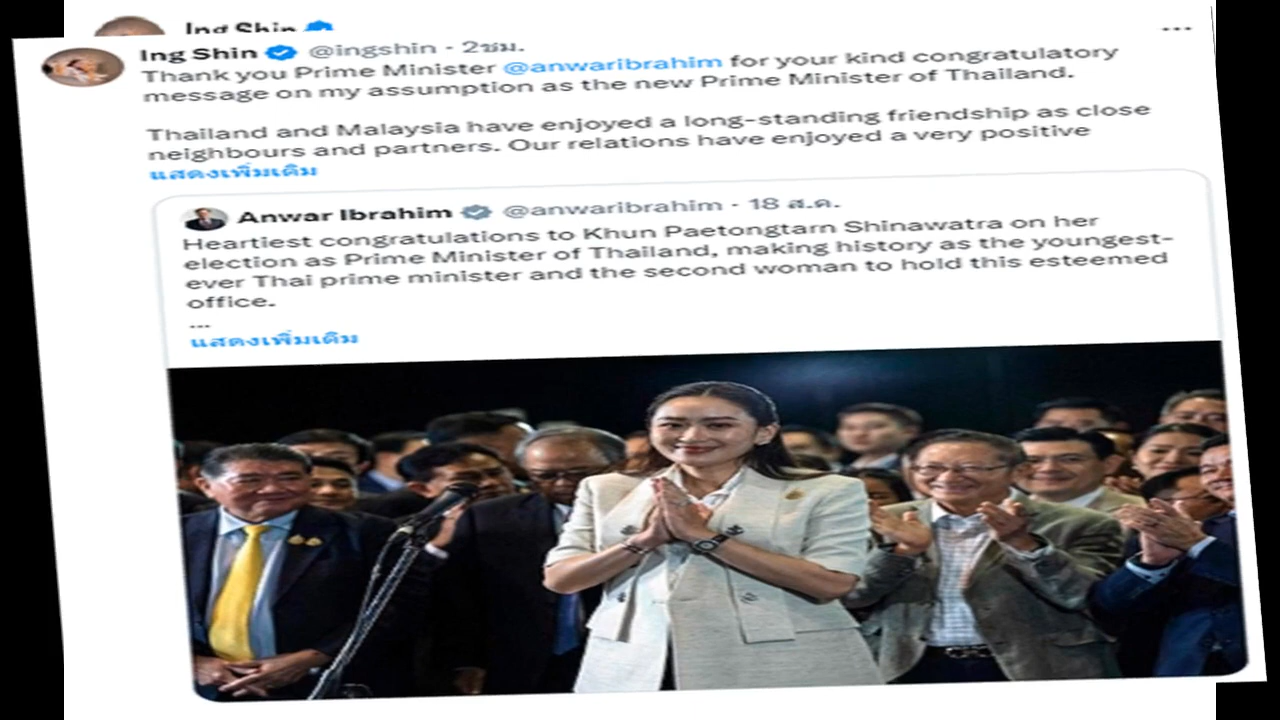 Ing Shin
Ing Shin @ingshin · 2ชม.
Thank you Prime Minister @anwaribrahim for your kind congratulatory
message on my assumption as the new Prime Minister of Thailand.
Thailand and Malaysia have enjoyed a long-standing friendship as close
neighbours and partners. Our relations have enjoyed a very positive
แสดงเพิ่มเติม
Anwar Ibrahim @anwaribrahim · 18 ส.ค.
Heartiest congratulations to Khun Paetongtarn Shinawatra on her
election as Prime Minister of Thailand, making history as the youngest-
ever Thai prime minister and the second woman to hold this esteemed
office.
...
แสดงเพิ่มเติม